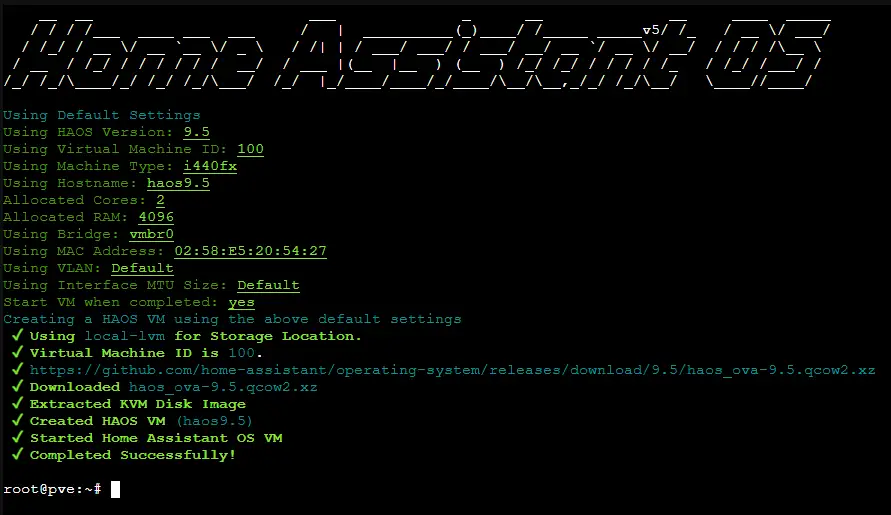 Home Assistant OS
v5
Using Default Settings
Using HAOS Version: 9.5
Using Virtual Machine ID: 100
Using Machine Type: i440fx
Using Hostname: haos9.5
Allocated Cores: 2
Allocated RAM: 4096
Using Bridge: vmbr0
Using MAC Address: 02:58:E5:20:54:27
Using VLAN: Default
Using Interface MTU Size: Default
Start VM when completed: yes
Creating a HAOS VM using the above default settings
✓ Using local-lvm for Storage Location.
✓ Virtual Machine ID is 100.
✓ https://github.com/home-assistant/operating-system/releases/download/9.5/haos_ova-9.5.qcow2.xz
✓ Downloaded haos_ova-9.5.qcow2.xz
✓ Extracted KVM Disk Image
✓ Created HAOS VM (haos9.5)
✓ Started Home Assistant OS VM
✓ Completed Successfully!
root@pve:~#